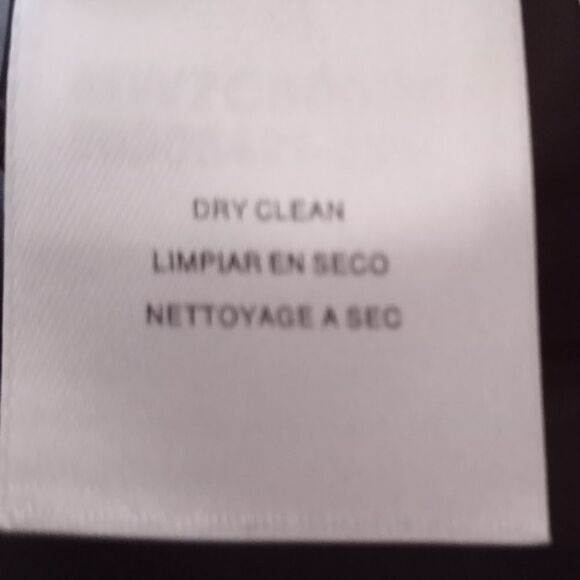 DRY CLEAN
LIMPIAR EN SECO
NETTOYAGE A SEC